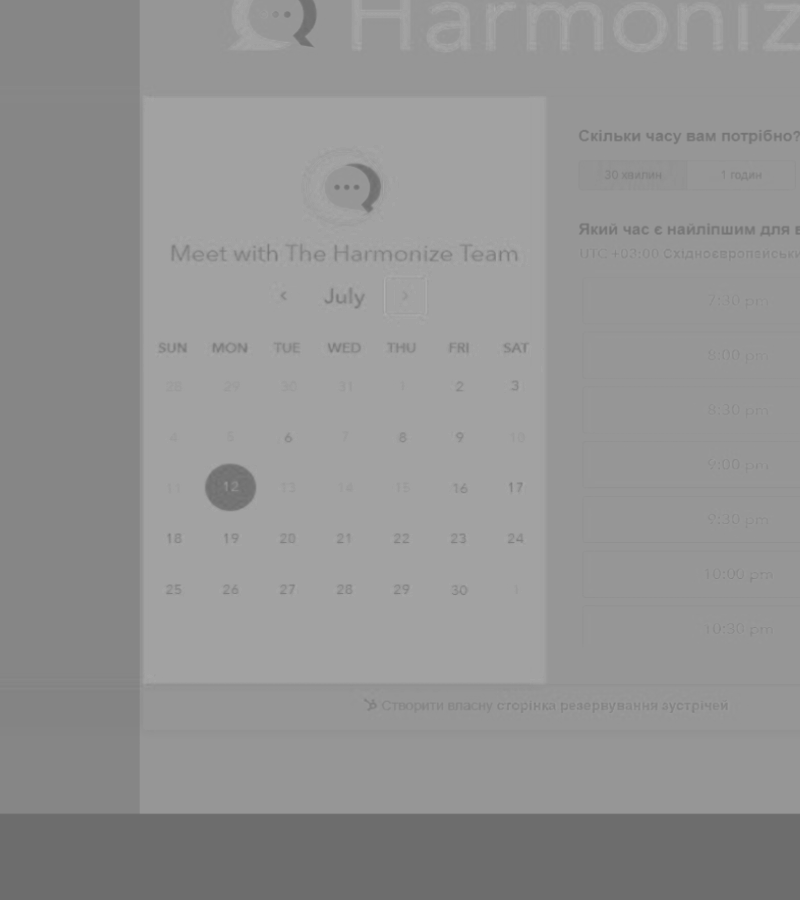 Harmoniz
Meet with The Harmonize Team
‹ July ›
SUN MON TUE WED THU FRI SAT
28 29 30 31 1 2 3
4 5 6 7 8 9 10
11 12 13 14 15 16 17
18 19 20 21 22 23 24
25 26 27 28 29 30 1
Скільки часу вам потрібно?
30 хвилин 1 годин
Який час є найліпшим для в
UTC +03:00 Східноєвропейськи
7:30 pm
8:00 pm
8:30 pm
9:00 pm
9:30 pm
10:00 pm
10:30 pm
Створити власну сторінка резервування зустрічей